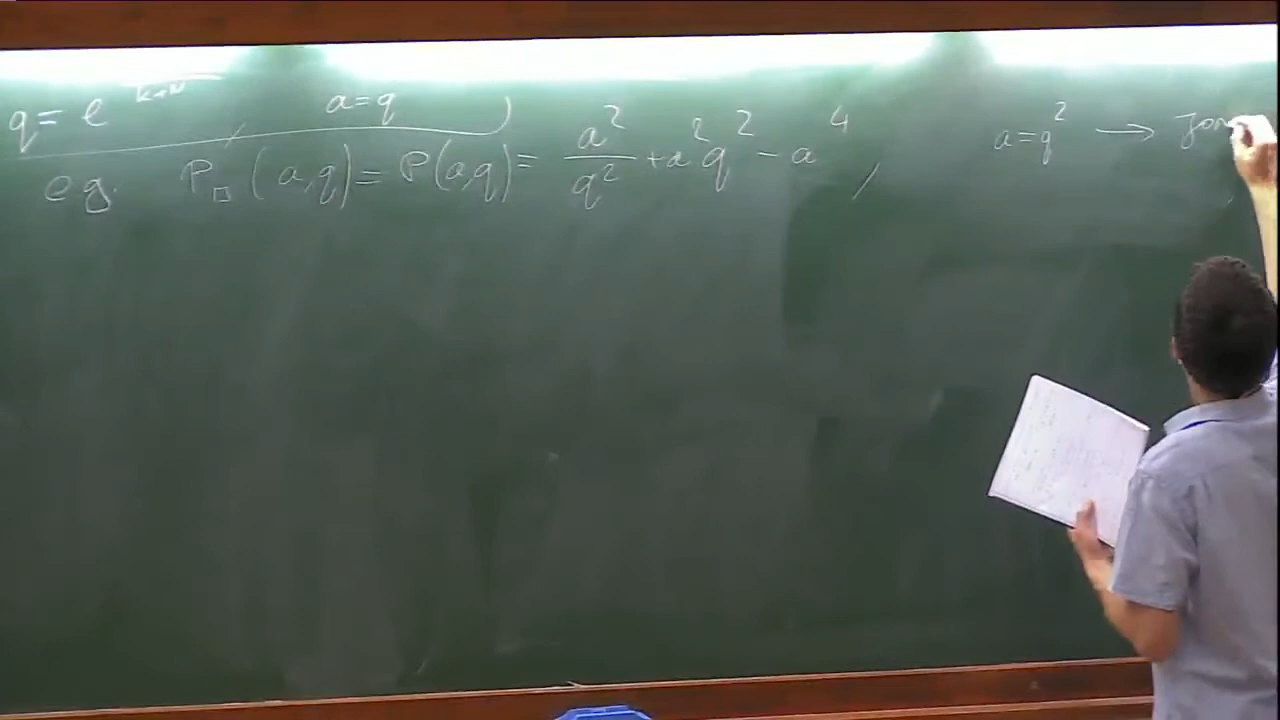 q = e^{k+N} , a = q )
e.g. P_□ (a,q) = P(a,q) = a²/q² + a²q² - a⁴ , a = q² → Jon